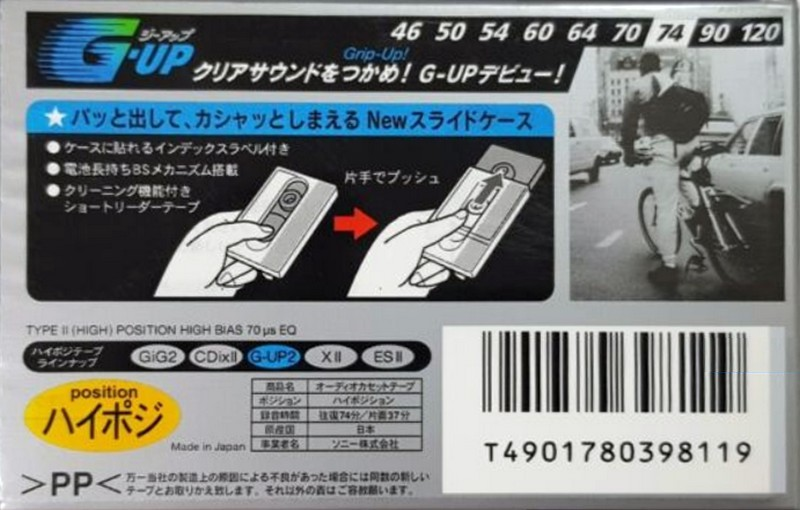 ジーアップ
G-UP
46 50 54 60 64 70 74 90 120
Grip-Up!
クリアサウンドをつかめ! G-UPデビュー!
★ パッと出して、カシャッとしまえる Newスライドケース
● ケースに貼れるインデックスラベル付き
● 電池長持ちBSメカニズム搭載
● クリーニング機能付き
ショートリーダーテープ
片手でプッシュ
TYPE II (HIGH) POSITION HIGH BIAS 70 µs EQ
ハイポジテープ
ラインナップ
GiG2 CDixII G-UP2 XII ESII
position
ハイポジ
商品名 オーディオカセットテープ
ポジション ハイポジション
録音時間 往復74分/片面37分
原産国 日本
事業者名 ソニー株式会社
Made in Japan
>PP<
万一当社の製造上の原因による不良があった場合には同数の新しい
テープとお取りかえ致します。それ以外の責はご容赦願います。
T4901780398119